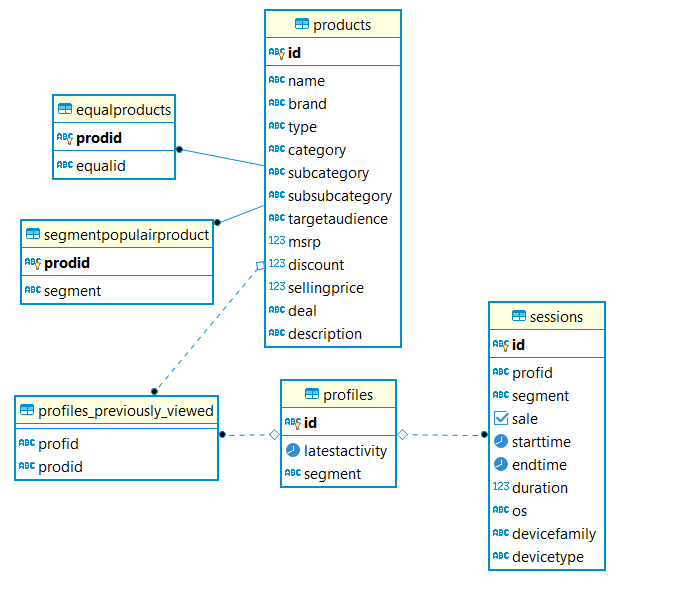 products
ABC id
ABC name
ABC brand
ABC type
ABC category
ABC subcategory
ABC subsubcategory
ABC targetaudience
123 msrp
123 discount
123 sellingprice
ABC deal
ABC description
equalproducts
ABC prodid
ABC equalid
segmentpopulairproduct
ABC prodid
ABC segment
profiles_previously_viewed
ABC profid
ABC prodid
profiles
ABC id
latestactivity
ABC segment
sessions
ABC id
ABC profid
ABC segment
sale
starttime
endtime
123 duration
ABC os
ABC devicefamily
ABC devicetype